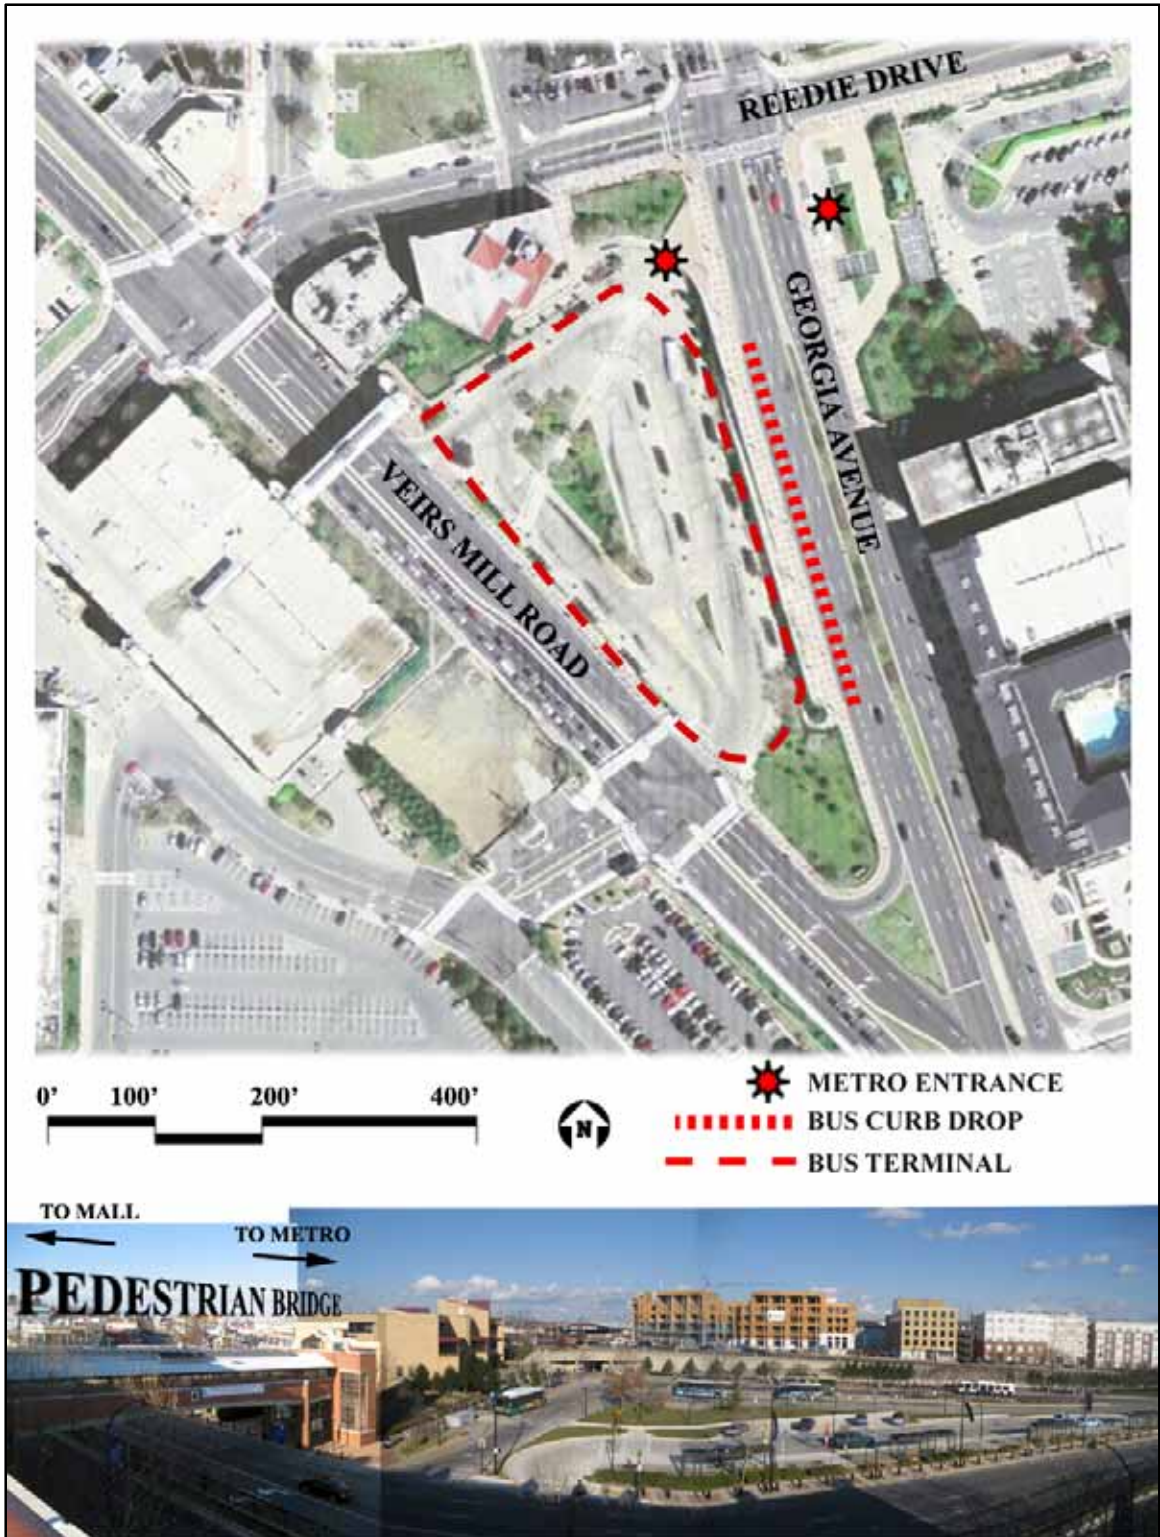 REEDIE DRIVE
GEORGIA AVENUE
VEIRS MILL ROAD
0' 100' 200' 400'
N
METRO ENTRANCE
BUS CURB DROP
BUS TERMINAL
TO MALL
TO METRO
PEDESTRIAN BRIDGE